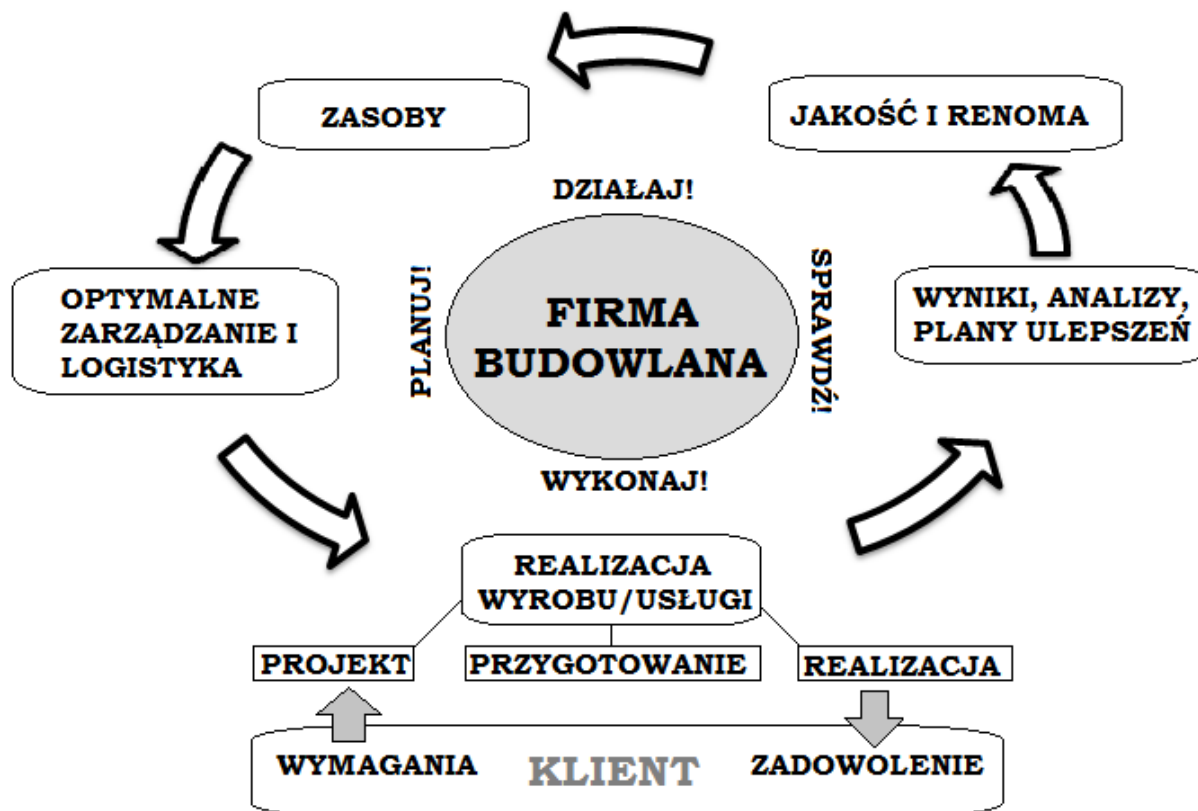 ZASOBY
JAKOŚĆ I RENOMA
DZIAŁAJ!
OPTYMALNE
ZARZĄDZANIE I
LOGISTYKA
PLANUJ!
FIRMA
BUDOWLANA
SPRAWDŹ!
WYNIKI, ANALIZY,
PLANY ULEPSZEŃ
WYKONAJ!
REALIZACJA
WYROBU/USŁUGI
PROJEKT
PRZYGOTOWANIE
REALIZACJA
WYMAGANIA
KLIENT
ZADOWOLENIE